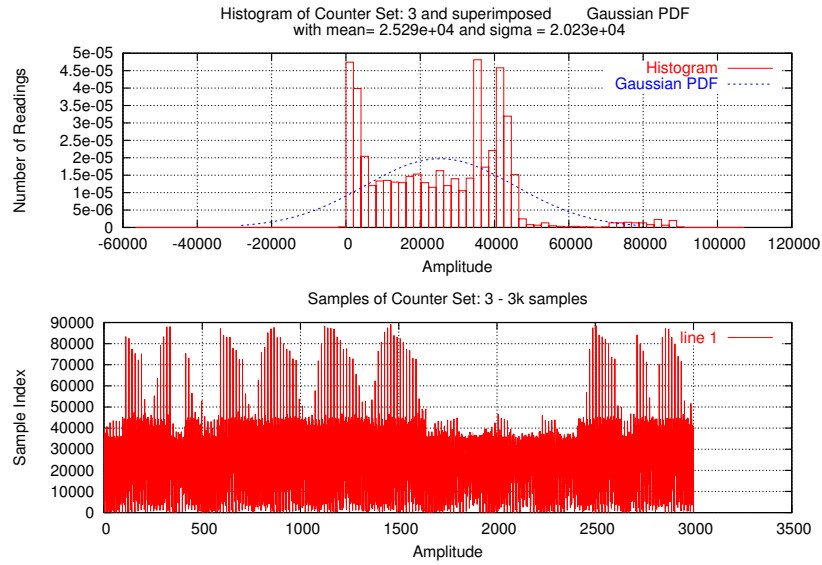 Histogram of Counter Set: 3 and superimposed Gaussian PDF
with mean= 2.529e+04 and sigma = 2.023e+04
Number of Readings
5e-05
4.5e-05
4e-05
3.5e-05
3e-05
2.5e-05
2e-05
1.5e-05
1e-05
5e-06
0
Histogram
Gaussian PDF
-60000 -40000 -20000 0 20000 40000 60000 80000 100000 120000
Amplitude
Samples of Counter Set: 3 - 3k samples
Sample Index
90000
80000
70000
60000
50000
40000
30000
20000
10000
0
line 1
0 500 1000 1500 2000 2500 3000 3500
Amplitude